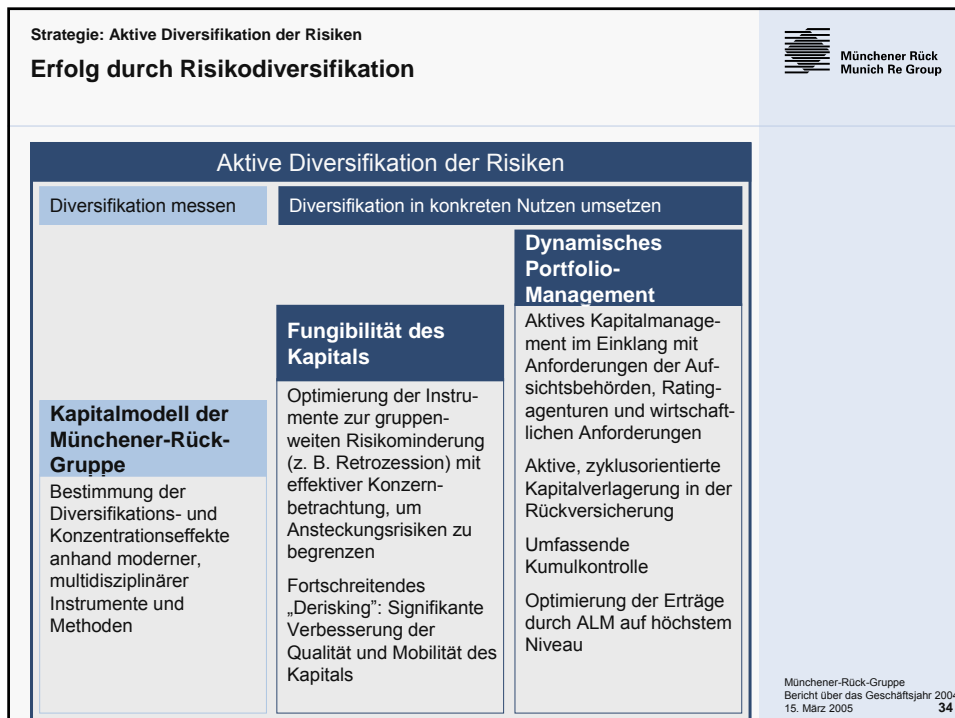 Strategie: Aktive Diversifikation der Risiken
Erfolg durch Risikodiversifikation
Münchener Rück
Munich Re Group
Aktive Diversifikation der Risiken
Diversifikation messen
Diversifikation in konkreten Nutzen umsetzen
Kapitalmodell der
Münchener-Rück-
Gruppe
Bestimmung der
Diversifikations- und
Konzentrationseffekte
anhand moderner,
multidisziplinärer
Instrumente und
Methoden
Fungibilität des
Kapitals
Optimierung der Instru-
mente zur gruppen-
weiten Risikominderung
(z. B. Retrozession) mit
effektiver Konzern-
betrachtung, um
Ansteckungsrisiken zu
begrenzen
Fortschreitendes
„Derisking”: Signifikante
Verbesserung der
Qualität und Mobilität des
Kapitals
Dynamisches
Portfolio-
Management
Aktives Kapitalmanage-
ment im Einklang mit
Anforderungen der Auf-
sichtsbehörden, Rating-
agenturen und wirtschaft-
lichen Anforderungen
Aktive, zyklusorientierte
Kapitalverlagerung in der
Rückversicherung
Umfassende
Kumulkontrolle
Optimierung der Erträge
durch ALM auf höchstem
Niveau
Münchener-Rück-Gruppe
Bericht über das Geschäftsjahr 2004
15. März 2005 34